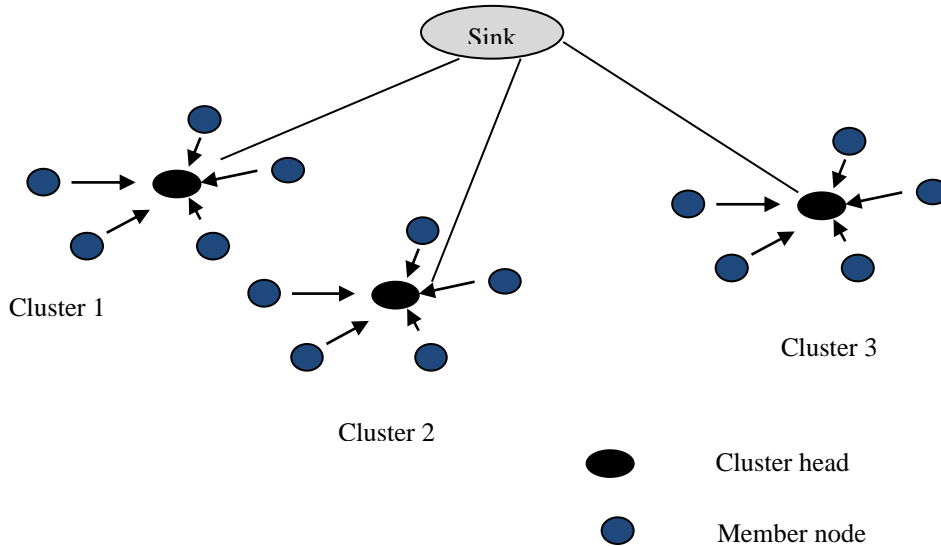 Sink
Cluster 1
Cluster 3
Cluster 2
Cluster head
Member node